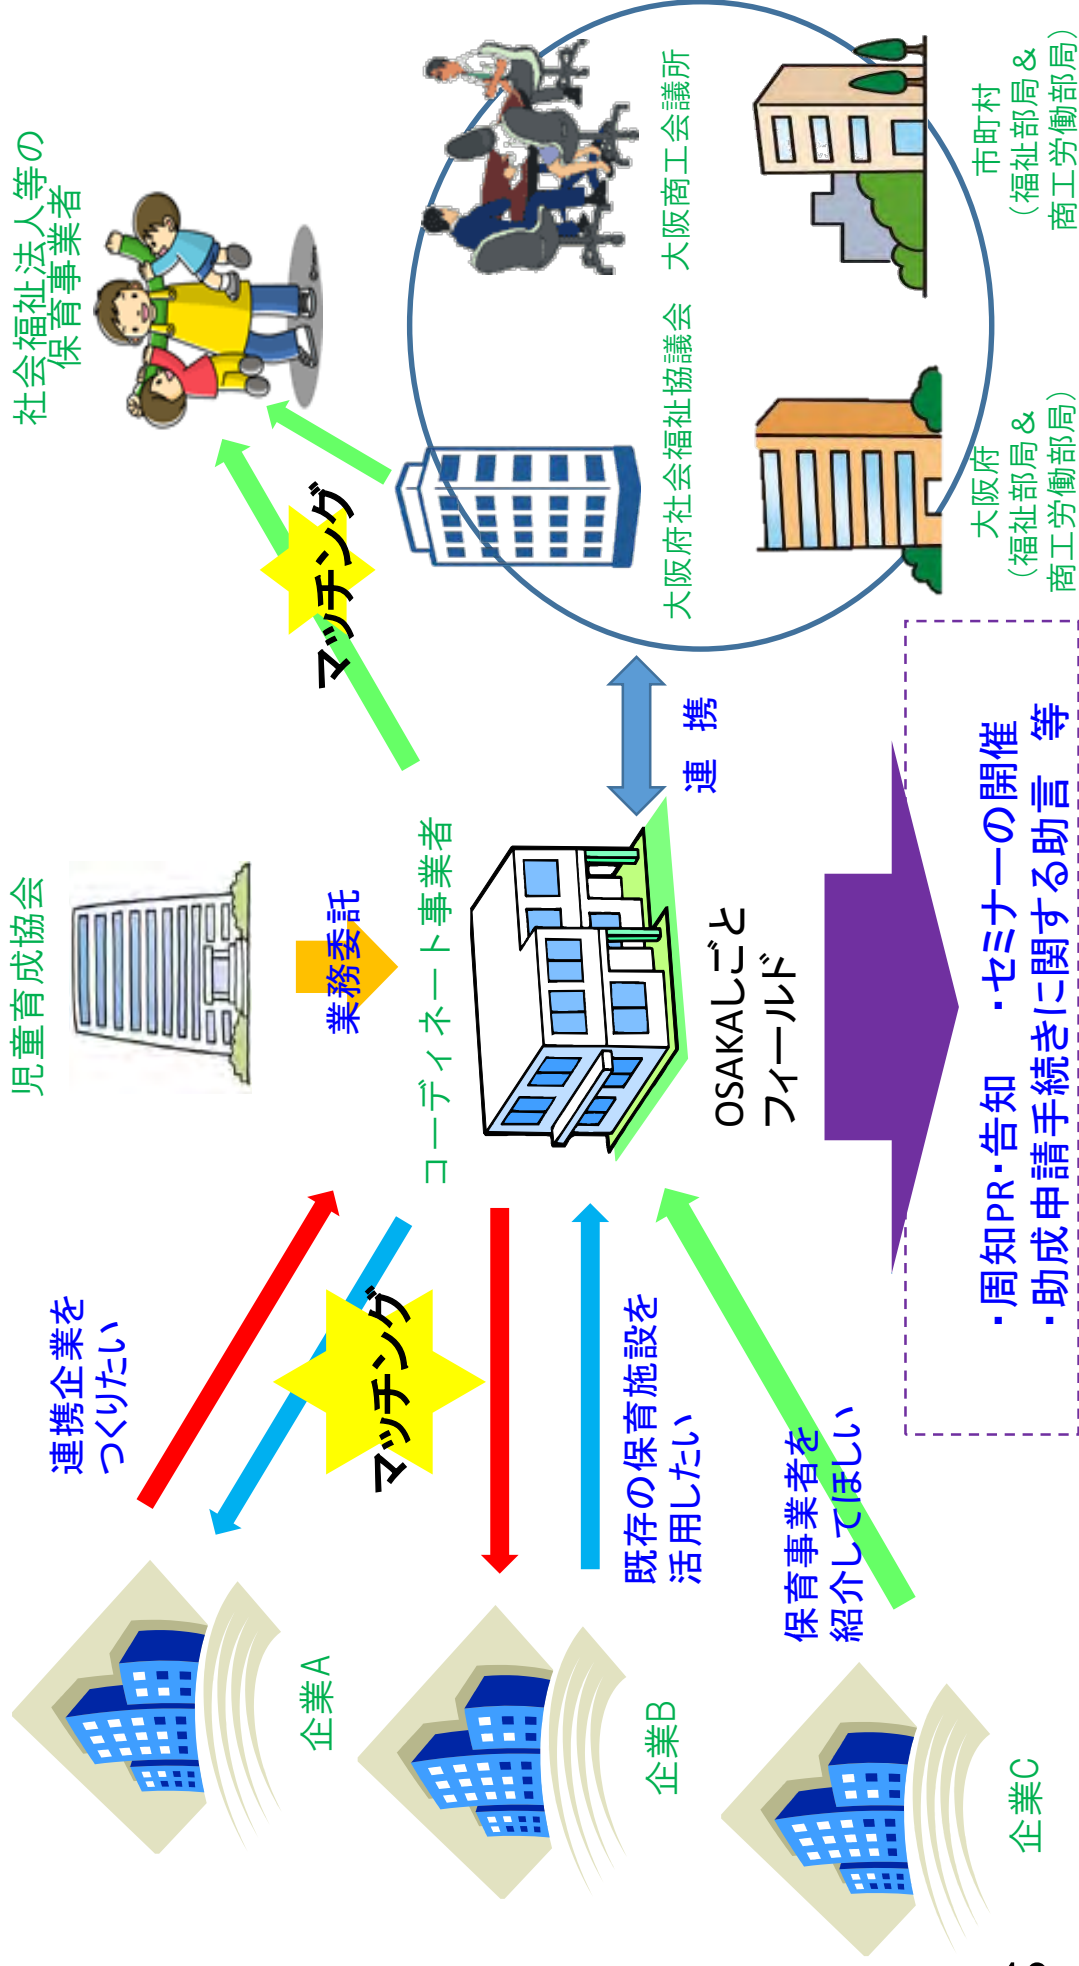 児童育成協会
社会福祉法人等の
保育事業者
業務委託
マッチング
連携企業を
つくりたい
コーディネート事業者
企業A
マッチング
大阪府社会福祉協議会
大阪商工会議所
既存の保育施設を
活用したい
OSAKAしごと
フィールド
連 携
企業B
保育事業者を
紹介してほしい
大阪府
(福祉部局&
商工労働部局)
市町村
(福祉部局&
商工労働部局)
企業C
・周知PR・告知 ・セミナーの開催
・助成申請手続きに関する助言 等